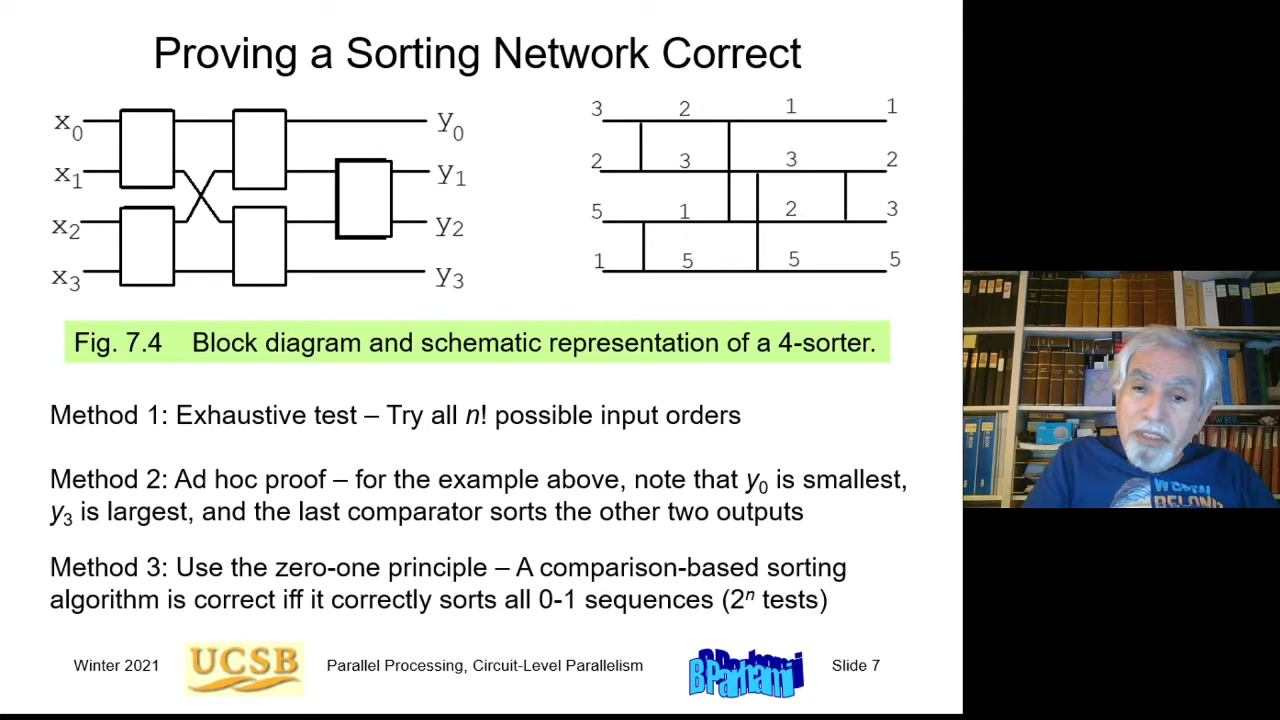 Proving a Sorting Network Correct
x0 y0 3 2 1 1
x1 y1 2 3 3 2
x2 y2 5 1 2 3
x3 y3 1 5 5 5
Fig. 7.4 Block diagram and schematic representation of a 4-sorter.
Method 1: Exhaustive test – Try all n! possible input orders
Method 2: Ad hoc proof – for the example above, note that y0 is smallest,
y3 is largest, and the last comparator sorts the other two outputs
Method 3: Use the zero-one principle – A comparison-based sorting
algorithm is correct iff it correctly sorts all 0-1 sequences (2ⁿ tests)
Winter 2021 UCSB Parallel Processing, Circuit-Level Parallelism B Parhami Slide 7